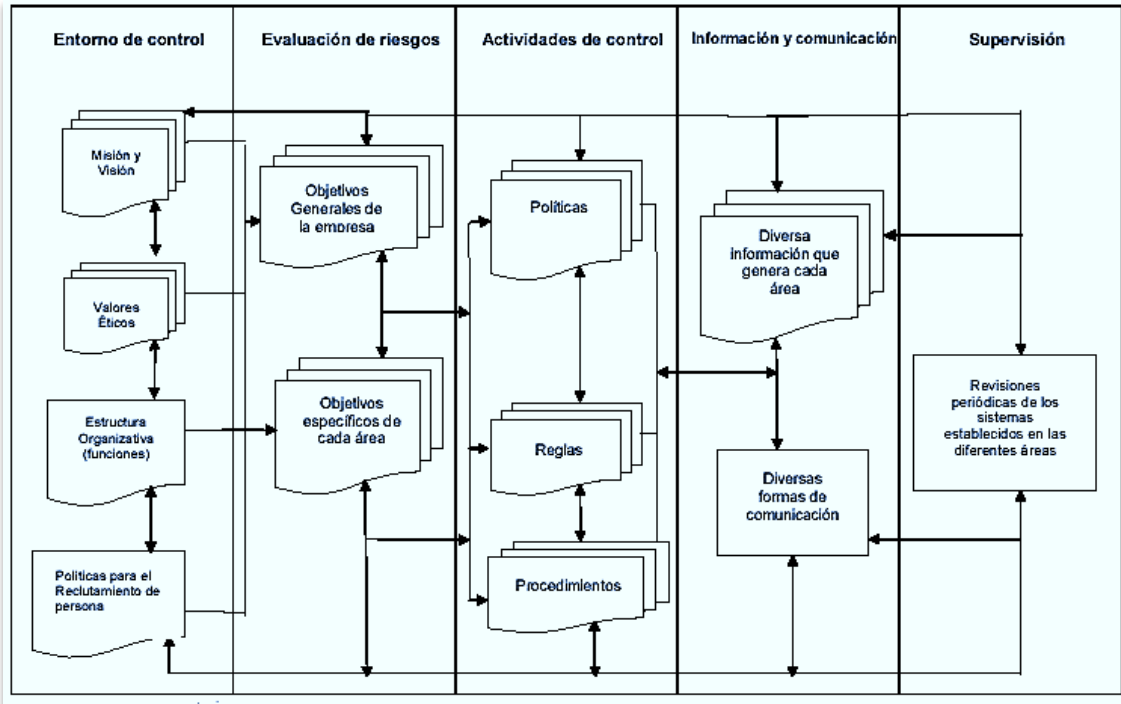 Entorno de control
Evaluación de riesgos
Actividades de control
Información y comunicación
Supervisión
Misión y
Visión
Valores
Éticos
Estructura
Organizativa
(funciones)
Políticas para el
Reclutamiento de
persona
Objetivos
Generales de
la empresa
Objetivos
específicos de
cada área
Políticas
Reglas
Procedimientos
Diversa
información que
genera cada
área
Diversas
formas de
comunicación
Revisiones
periódicas de los
sistemas
establecidos en las
diferentes áreas